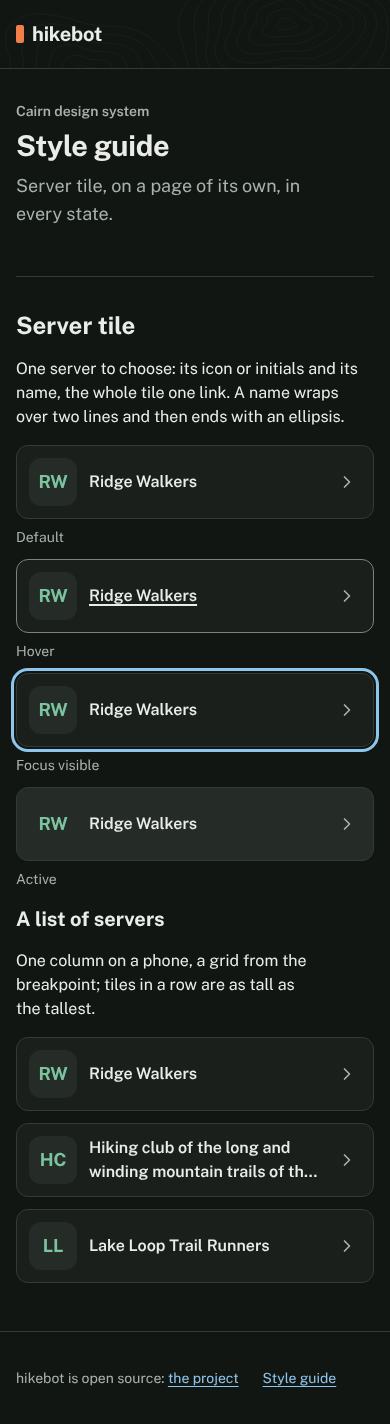 hikebot
Cairn design system
Style guide
Server tile, on a page of its own, in
every state.
Server tile
One server to choose: its icon or initials and its
name, the whole tile one link. A name wraps
over two lines and then ends with an ellipsis.
RW Ridge Walkers
Default
RW Ridge Walkers
Hover
RW Ridge Walkers
Focus visible
RW Ridge Walkers
Active
A list of servers
One column on a phone, a grid from the
breakpoint; tiles in a row are as tall as
the tallest.
RW Ridge Walkers
HC Hiking club of the long and
winding mountain trails of th…
LL Lake Loop Trail Runners
hikebot is open source: the project Style guide